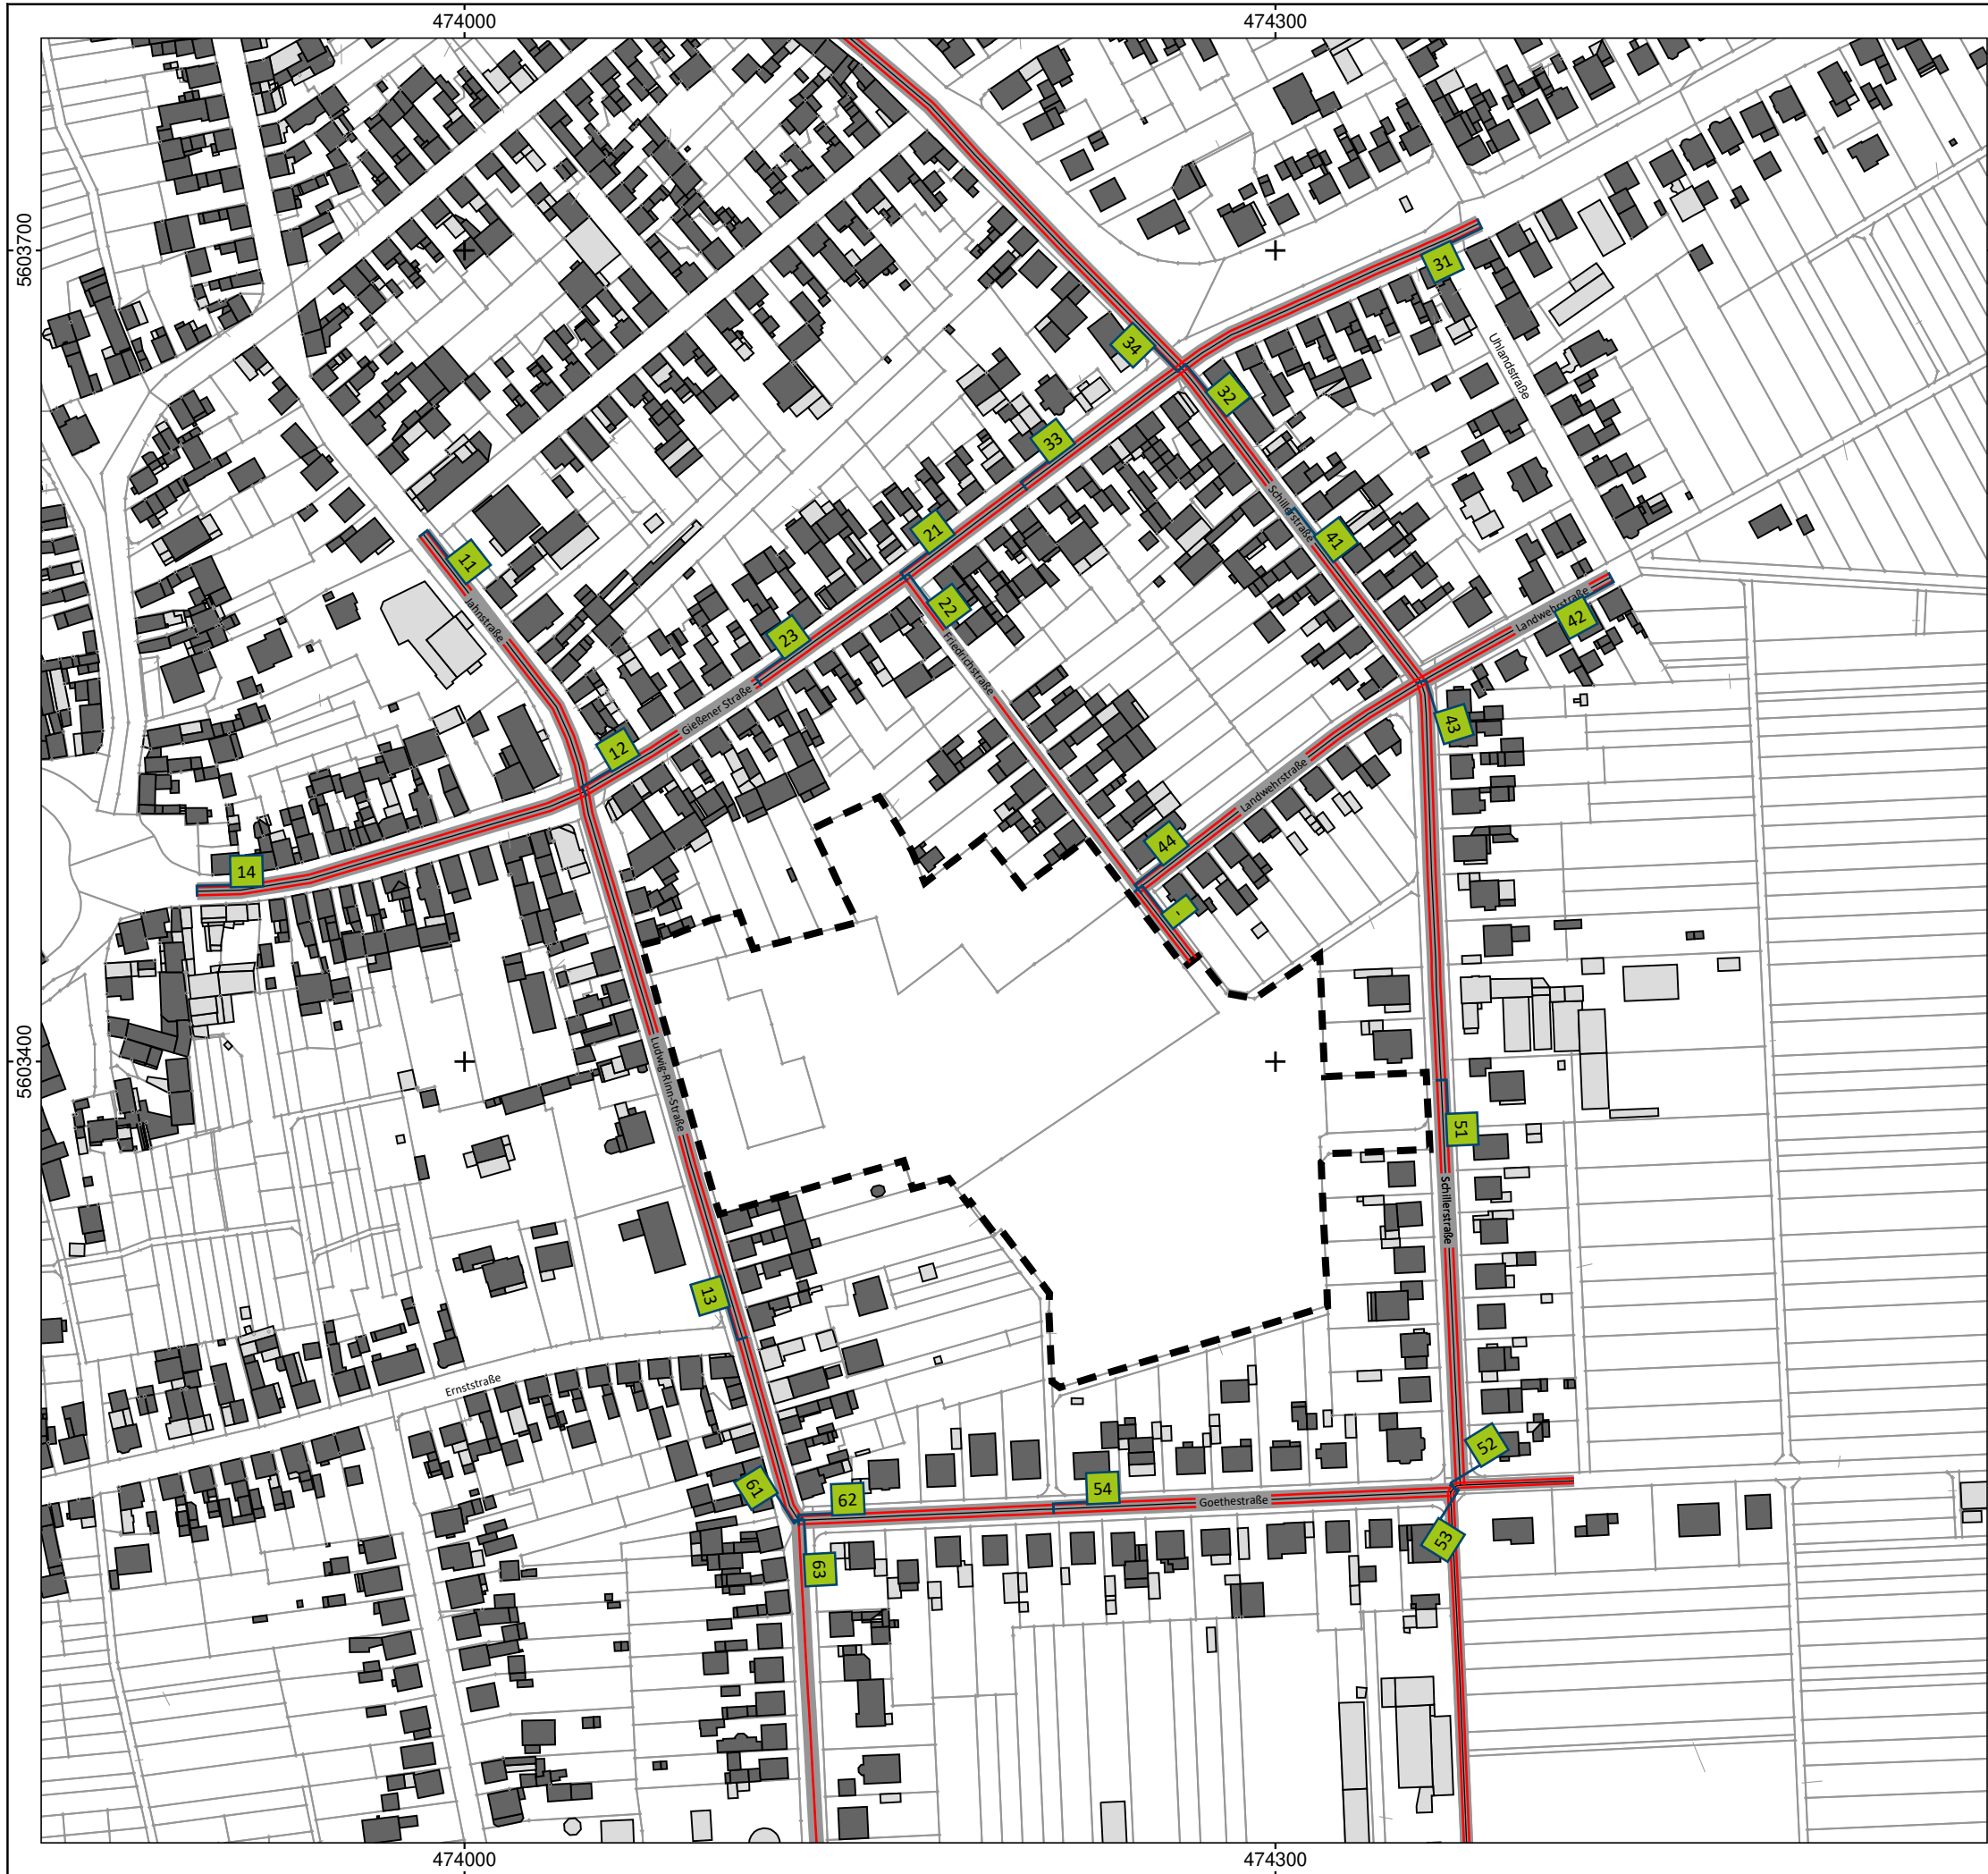 474000
474300
5603700
31
34
Uhlandstraße
32
33
Schillerstraße
21
41
11
Landwehrstraße
22
42
Jahnstraße
23
Friedrichstraße
Gießener Straße
43
12
Landwehrstraße
44
14
-
5603400
Ludwig-Rinn-Straße
51
Schillerstraße
13
Ernststraße
52
61
62
54
Goethestraße
53
63
474000
474300